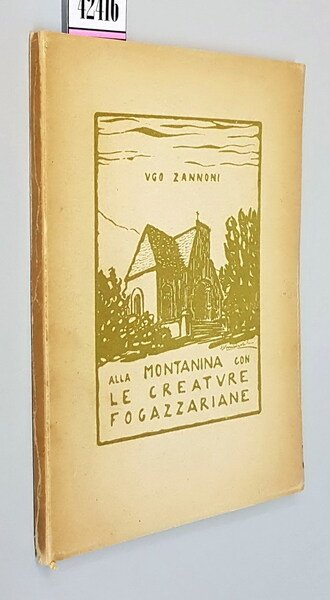 42416
VGO ZANNONI
ALLA MONTANINA CON
LE CREATVRE
FOGAZZARIANE